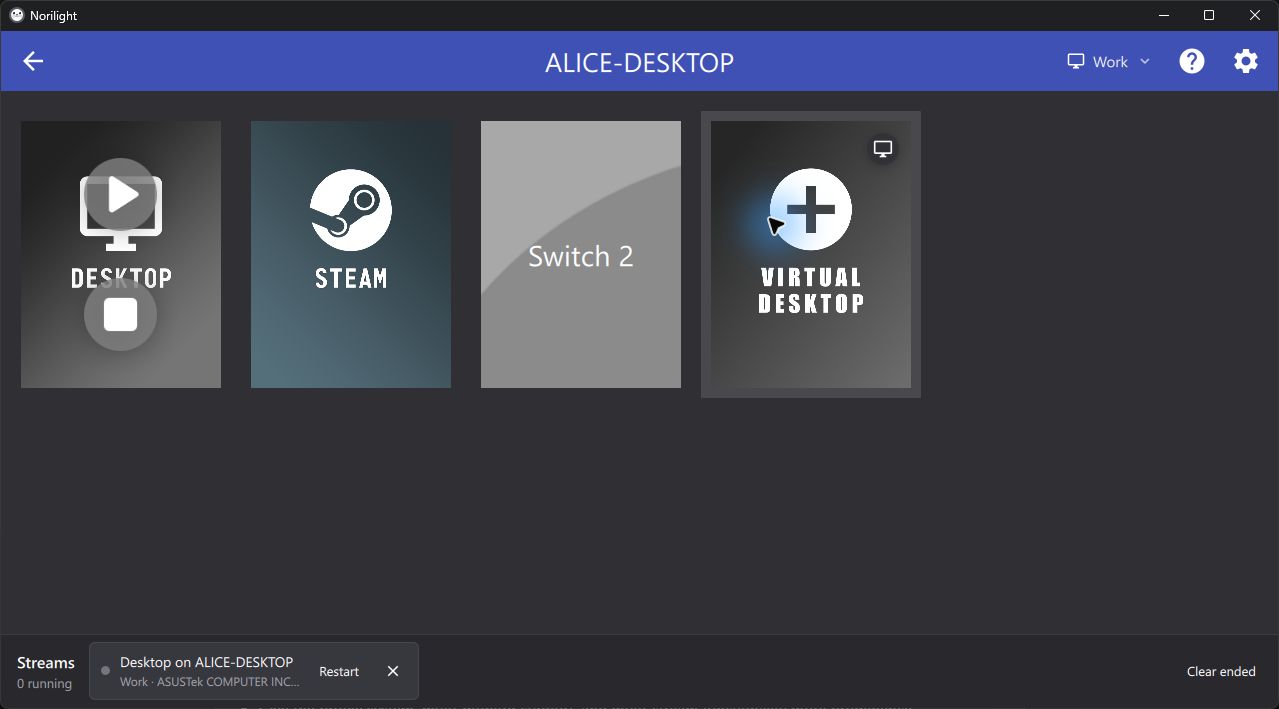 Norilight
ALICE-DESKTOP
Work
DESKTOP
STEAM
Switch 2
VIRTUAL
DESKTOP
Streams
0 running
Desktop on ALICE-DESKTOP
Work · ASUSTek COMPUTER INC...
Restart
Clear ended